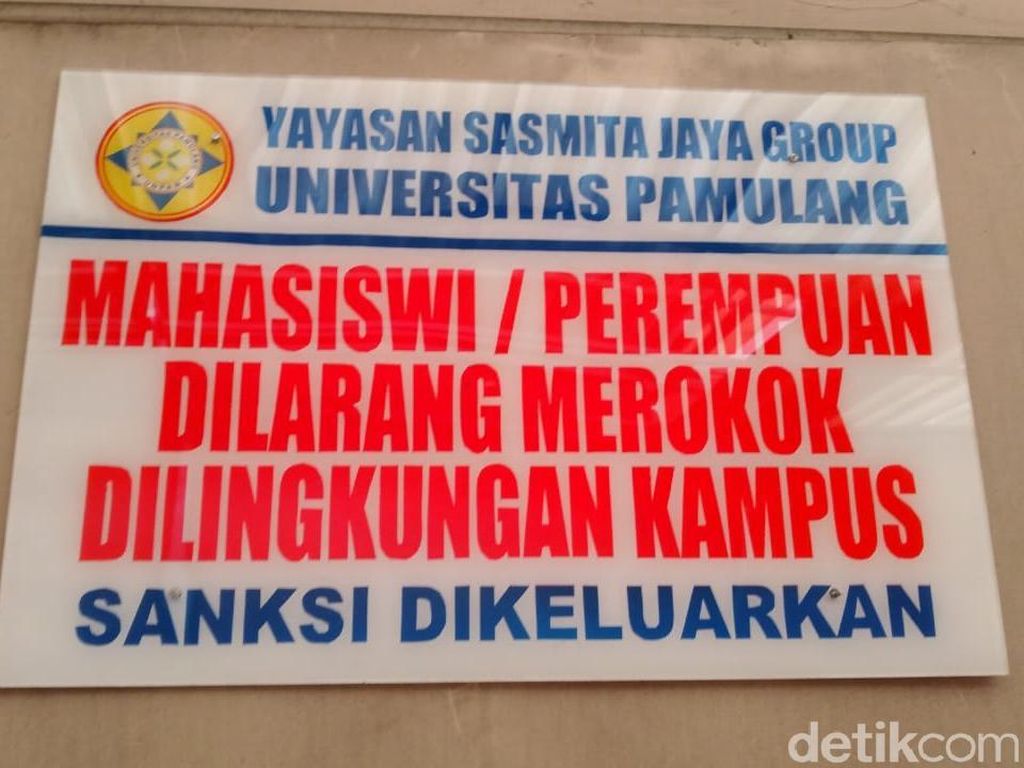 YAYASAN SASMITA JAYA GROUP
UNIVERSITAS PAMULANG
MAHASISWI / PEREMPUAN
DILARANG MEROKOK
DILINGKUNGAN KAMPUS
SANKSI DIKELUARKAN
detikcom